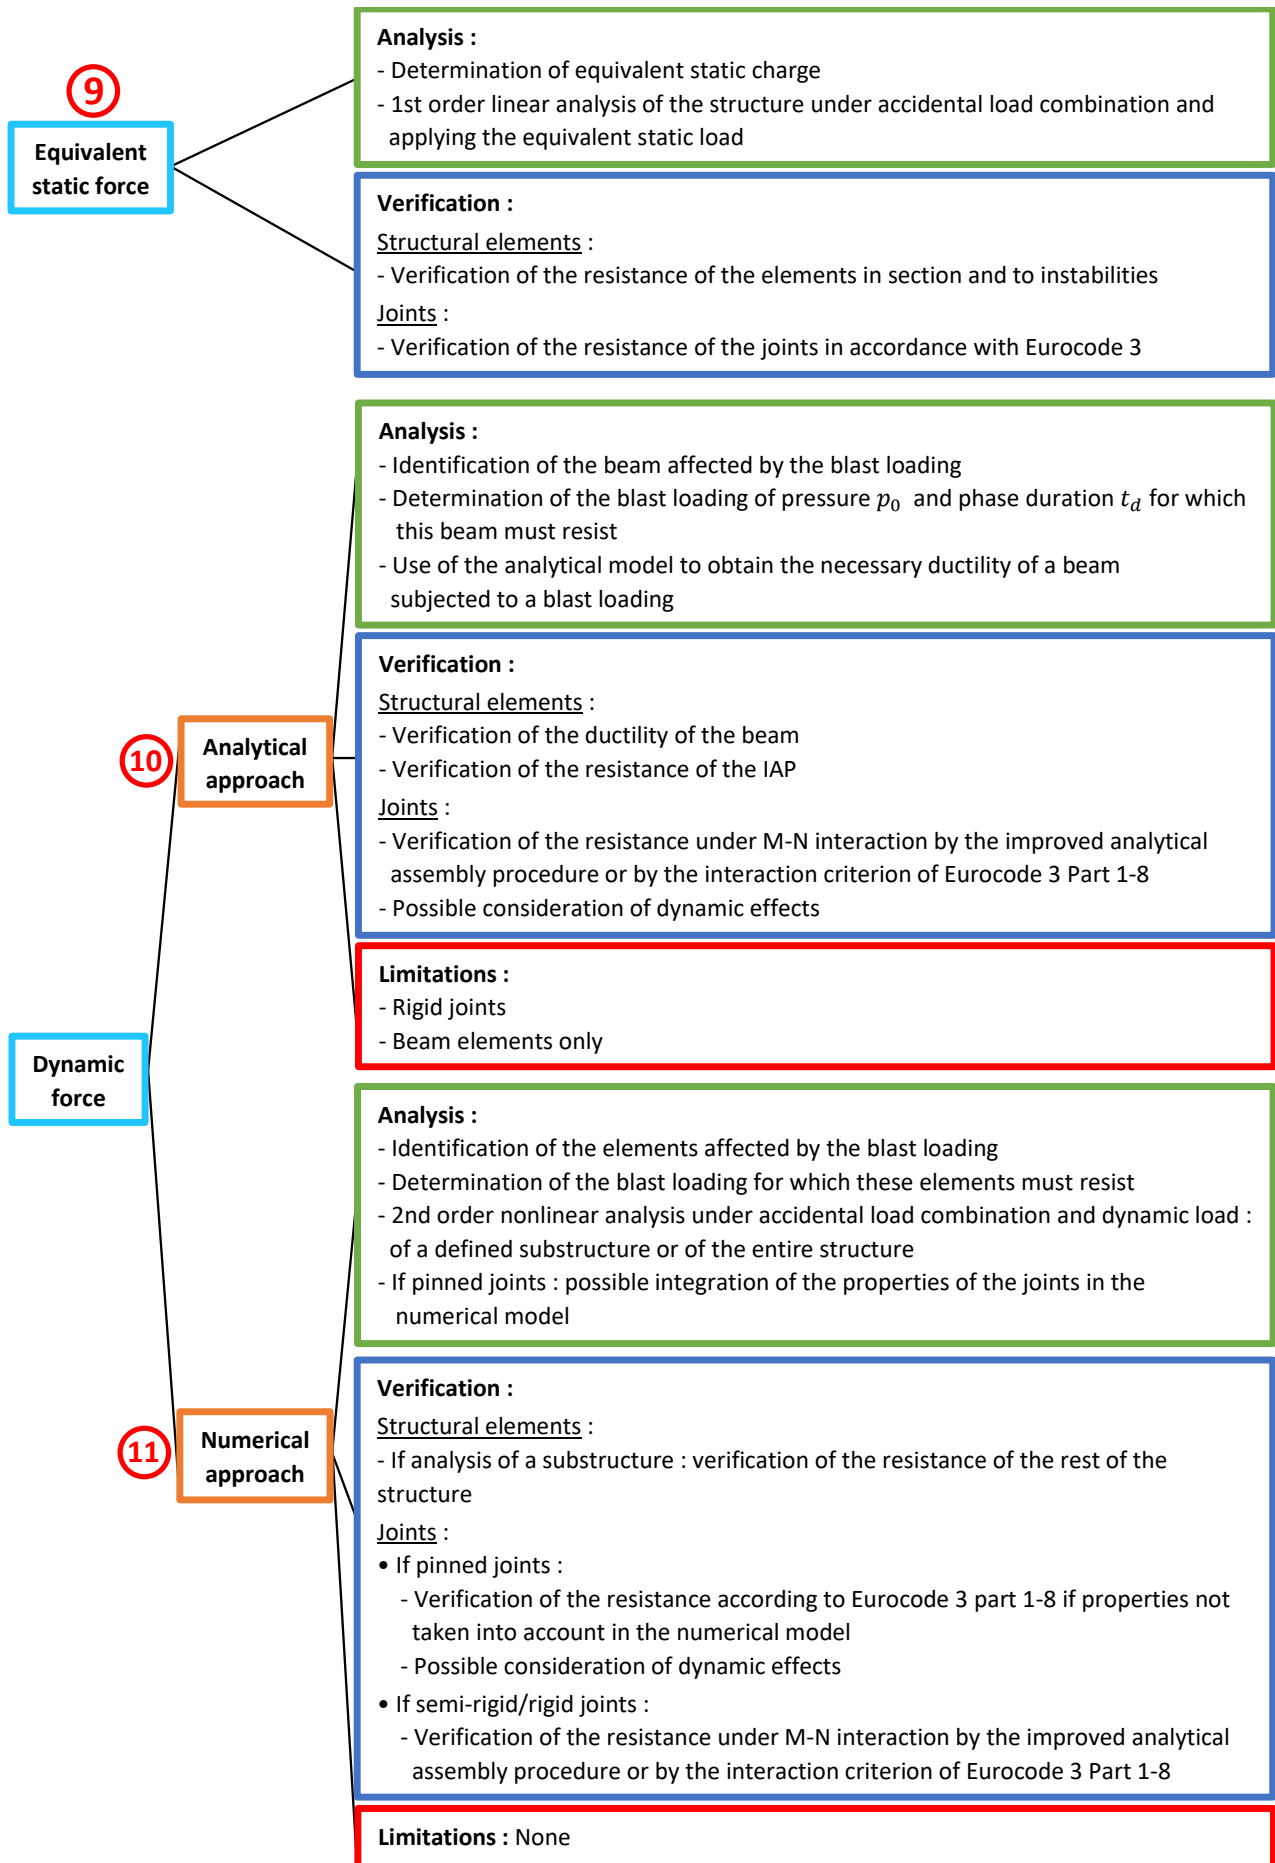 9
Equivalent
static force
Analysis :
- Determination of equivalent static charge
- 1st order linear analysis of the structure under accidental load combination and
applying the equivalent static load
Verification :
Structural elements :
- Verification of the resistance of the elements in section and to instabilities
Joints :
- Verification of the resistance of the joints in accordance with Eurocode 3
Dynamic
force
10
Analytical
approach
Analysis :
- Identification of the beam affected by the blast loading
- Determination of the blast loading of pressure p₀ and phase duration t_d for which
this beam must resist
- Use of the analytical model to obtain the necessary ductility of a beam
subjected to a blast loading
Verification :
Structural elements :
- Verification of the ductility of the beam
- Verification of the resistance of the IAP
Joints :
- Verification of the resistance under M-N interaction by the improved analytical
assembly procedure or by the interaction criterion of Eurocode 3 Part 1-8
- Possible consideration of dynamic effects
Limitations :
- Rigid joints
- Beam elements only
11
Numerical
approach
Analysis :
- Identification of the elements affected by the blast loading
- Determination of the blast loading for which these elements must resist
- 2nd order nonlinear analysis under accidental load combination and dynamic load :
of a defined substructure or of the entire structure
- If pinned joints : possible integration of the properties of the joints in the
numerical model
Verification :
Structural elements :
- If analysis of a substructure : verification of the resistance of the rest of the
structure
Joints :
• If pinned joints :
- Verification of the resistance according to Eurocode 3 part 1-8 if properties not
taken into account in the numerical model
- Possible consideration of dynamic effects
• If semi-rigid/rigid joints :
- Verification of the resistance under M-N interaction by the improved analytical
assembly procedure or by the interaction criterion of Eurocode 3 Part 1-8
Limitations : None